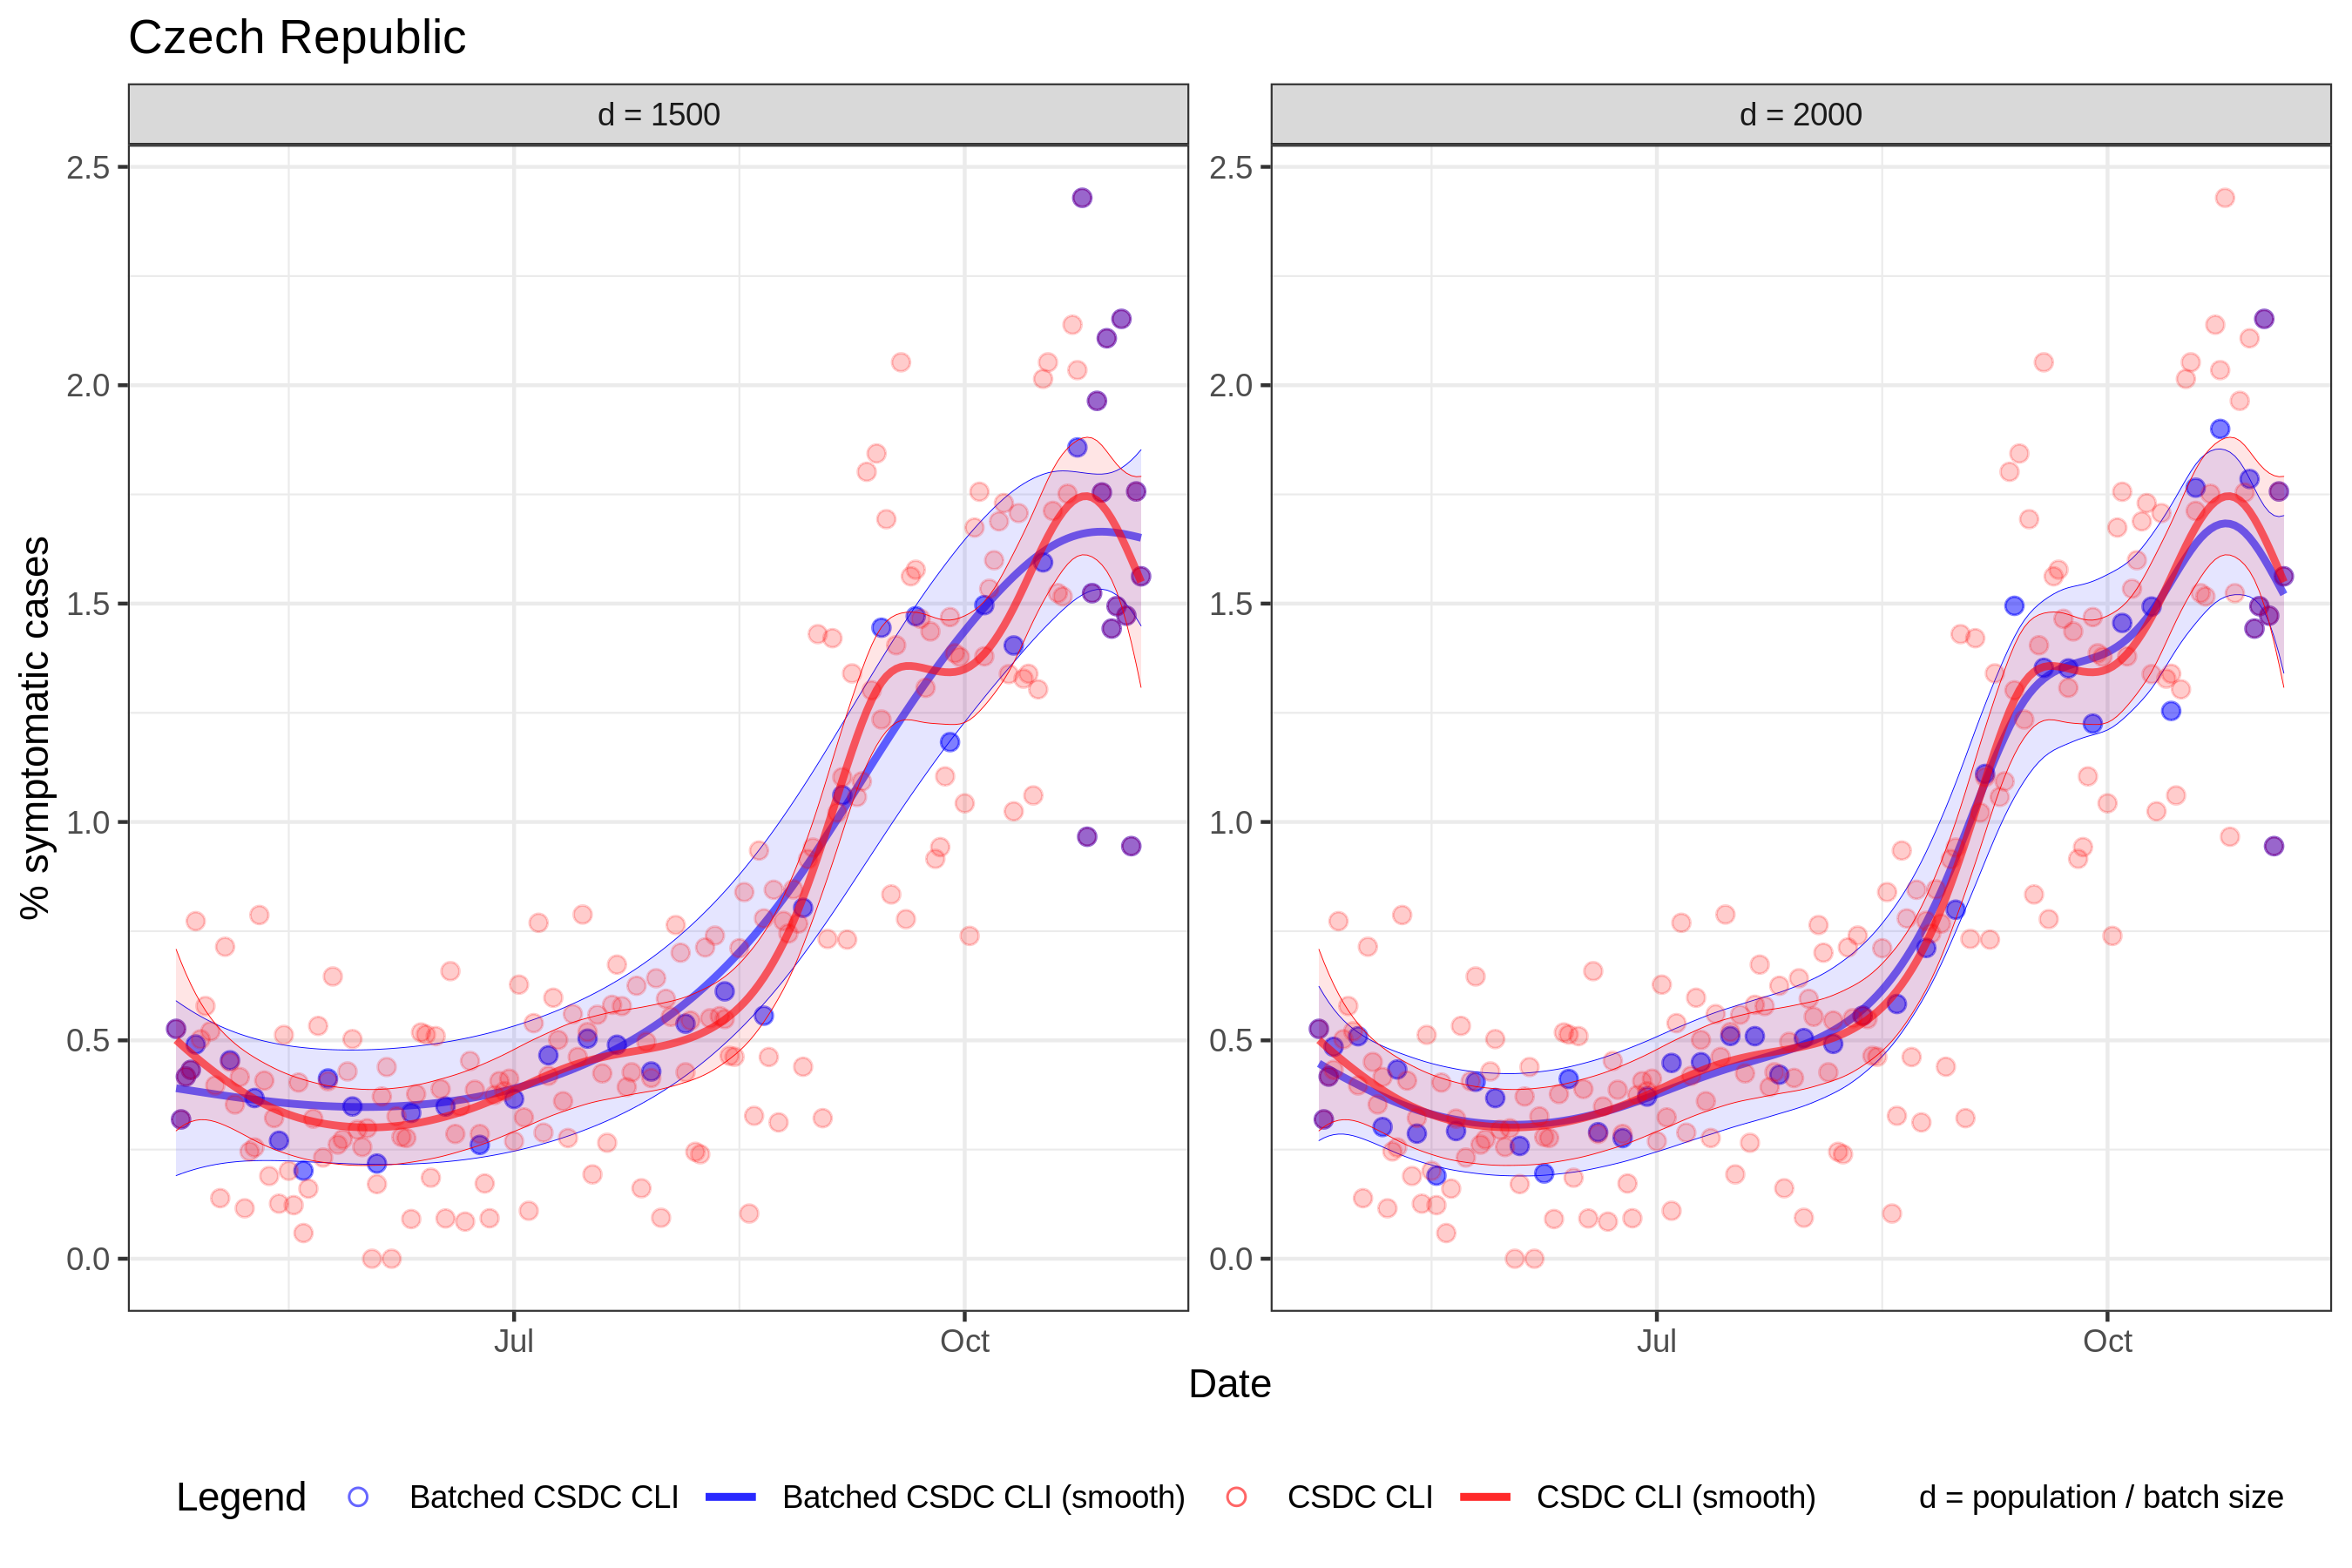 Czech Republic
d = 1500
d = 2000
% symptomatic cases
2.5
2.0
1.5
1.0
0.5
0.0
2.5
2.0
1.5
1.0
0.5
0.0
Jul
Oct
Jul
Oct
Date
Legend
Batched CSDC CLI
Batched CSDC CLI (smooth)
CSDC CLI
CSDC CLI (smooth)
d = population / batch size